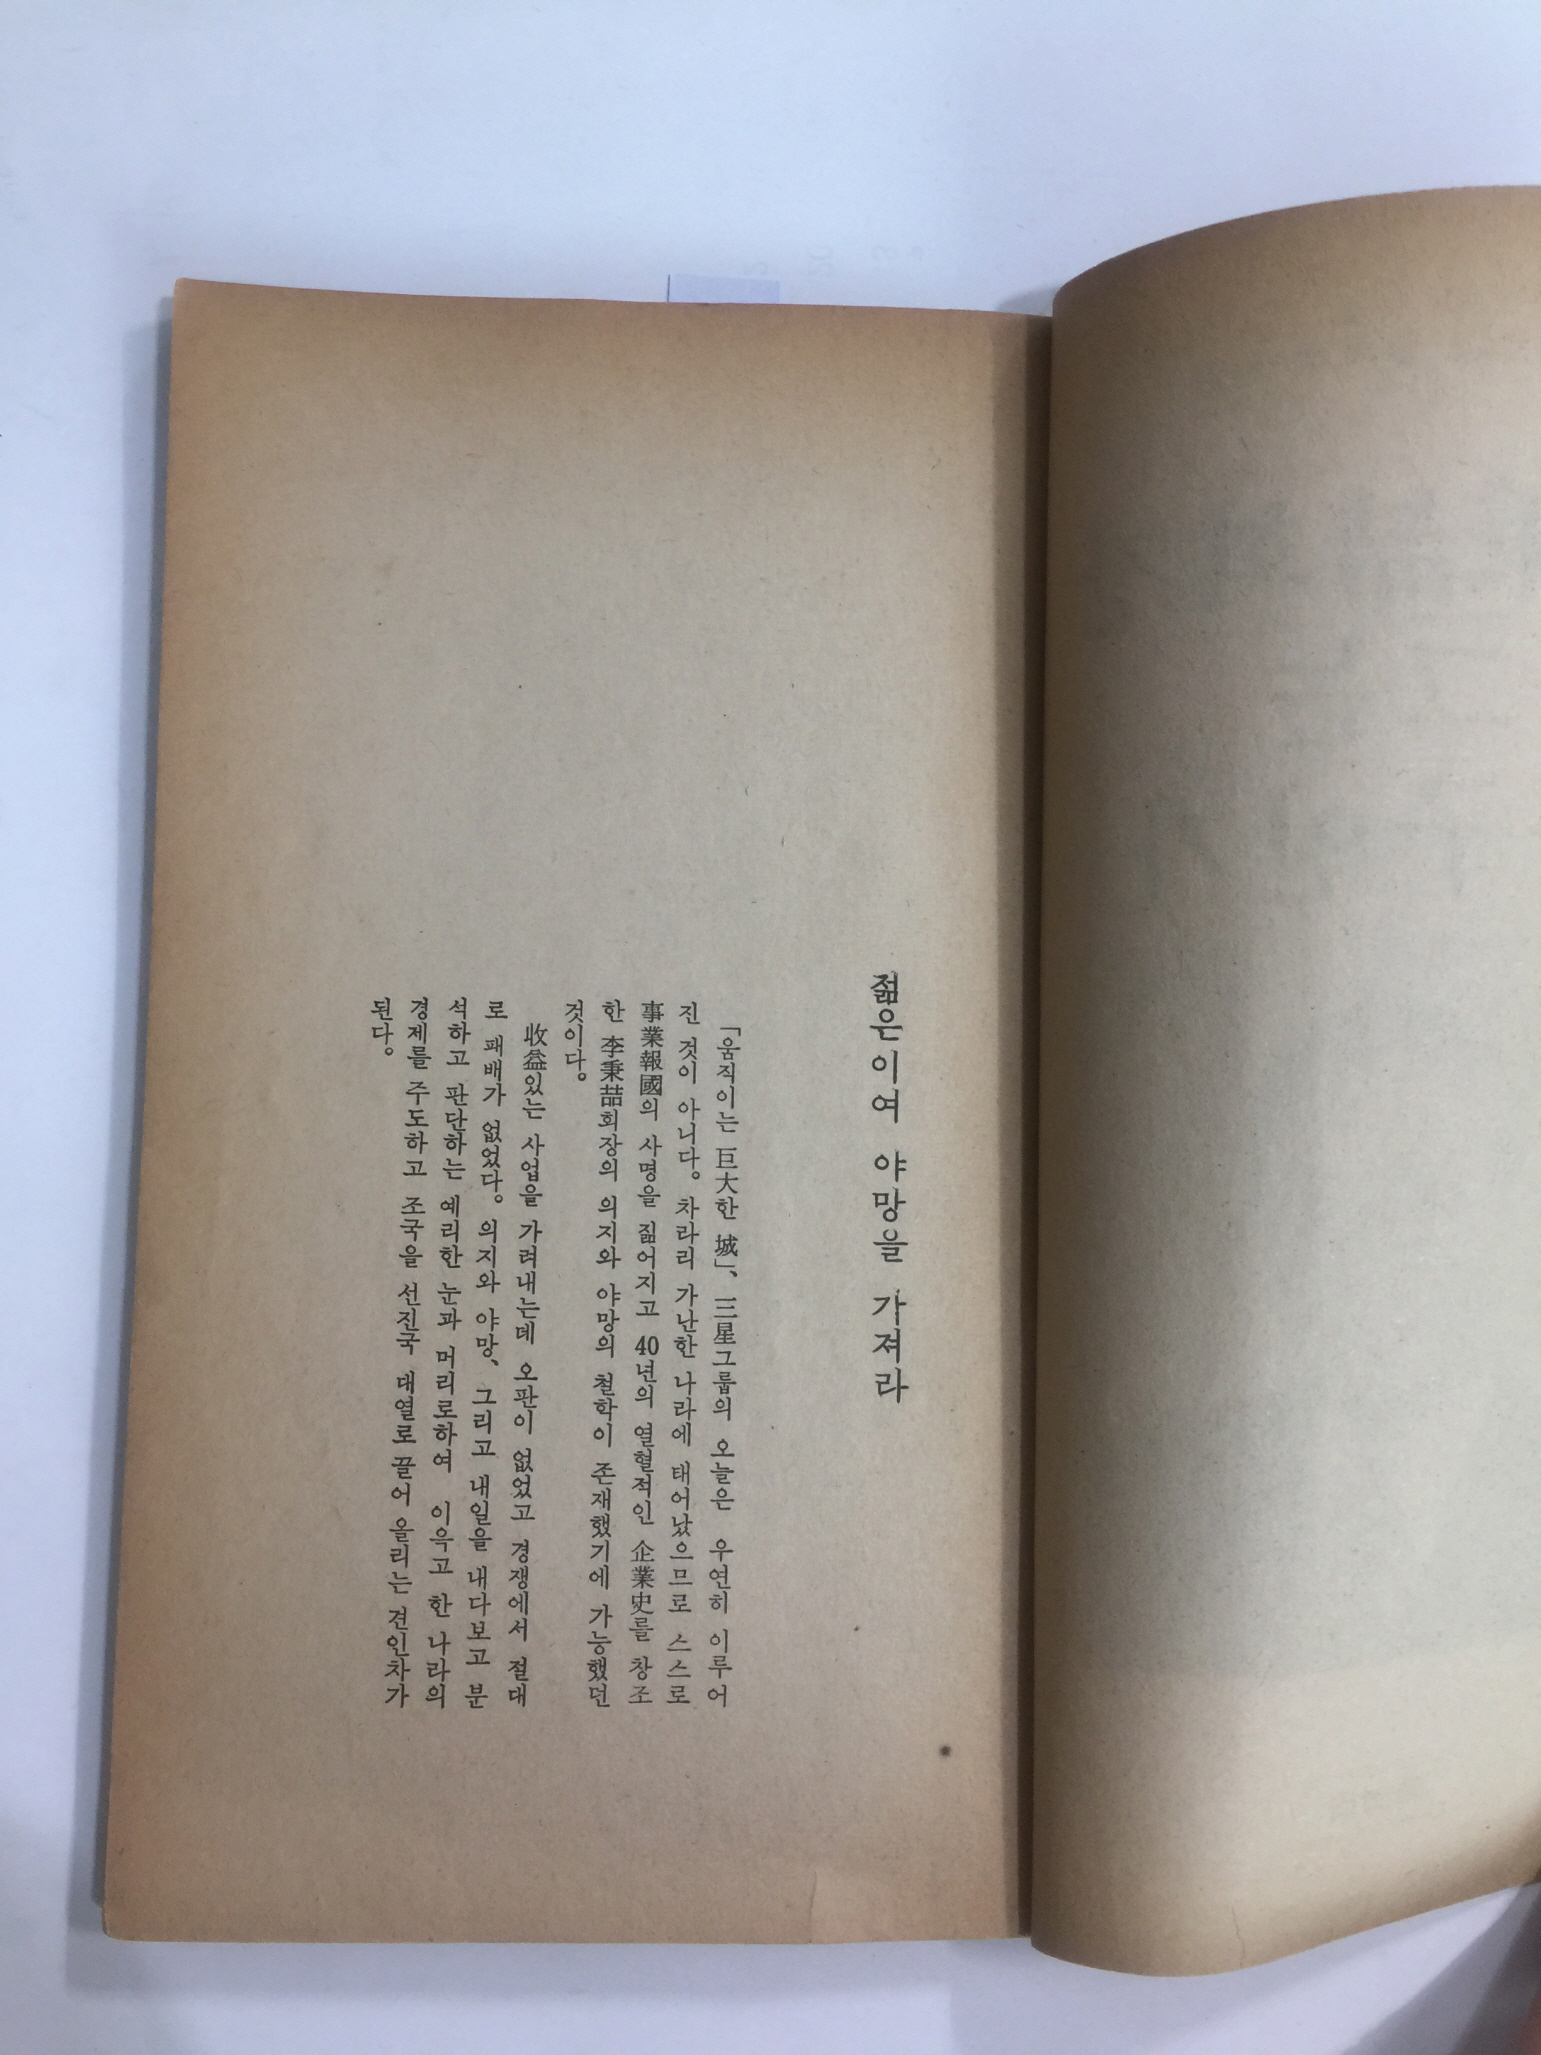 젊은이여 야망을 가져라
「움직이는 巨大한 城」、三星그룹의 오늘은 우연히 이루어
진 것이 아니다。차라리 가난한 나라에 태어났으므로 스스로
事業報國의 사명을 짊어지고 40년의 열혈적인 企業史를 창조
한 李秉喆회장의 의지와 야망의 철학이 존재했기에 가능했던
것이다。
收益있는 사업을 가려내는데 오판이 없었고 경쟁에서 절대
로 패배가 없었다。의지와 야망、그리고 내일을 내다보고 분
석하고 판단하는 예리한 눈과 머리로하여 이윽고 한 나라의
경제를 주도하고 조국을 선진국 대열로 끌어 올리는 견인차가
된다。